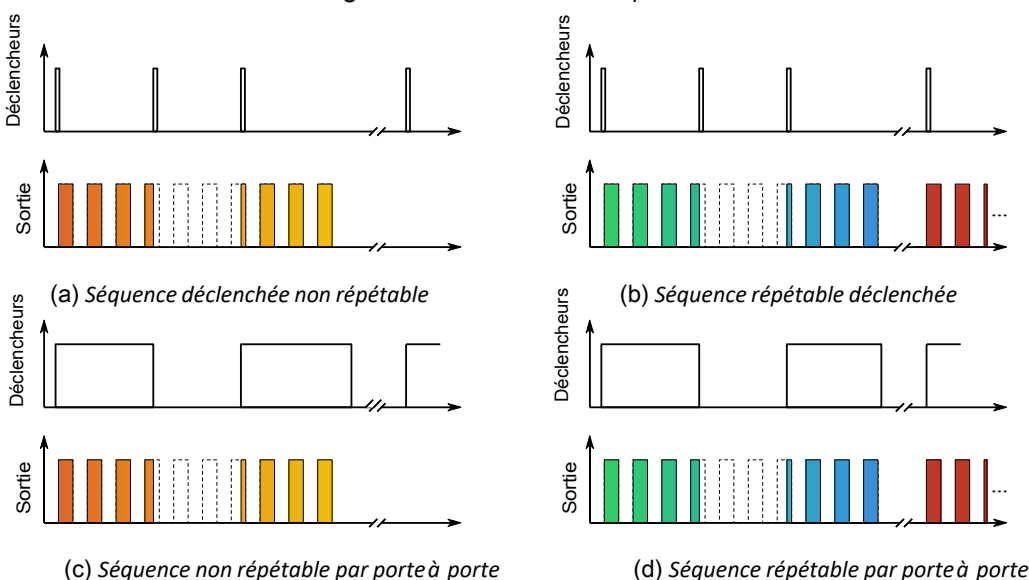 Déclencheurs
Déclencheurs
Sortie
Sortie
...
(a) Séquence déclenchée non répétable
(b) Séquence répétable déclenchée
Déclencheurs
Déclencheurs
Sortie
Sortie
...
(c) Séquence non répétable par porte à porte
(d) Séquence répétable par porte à porte